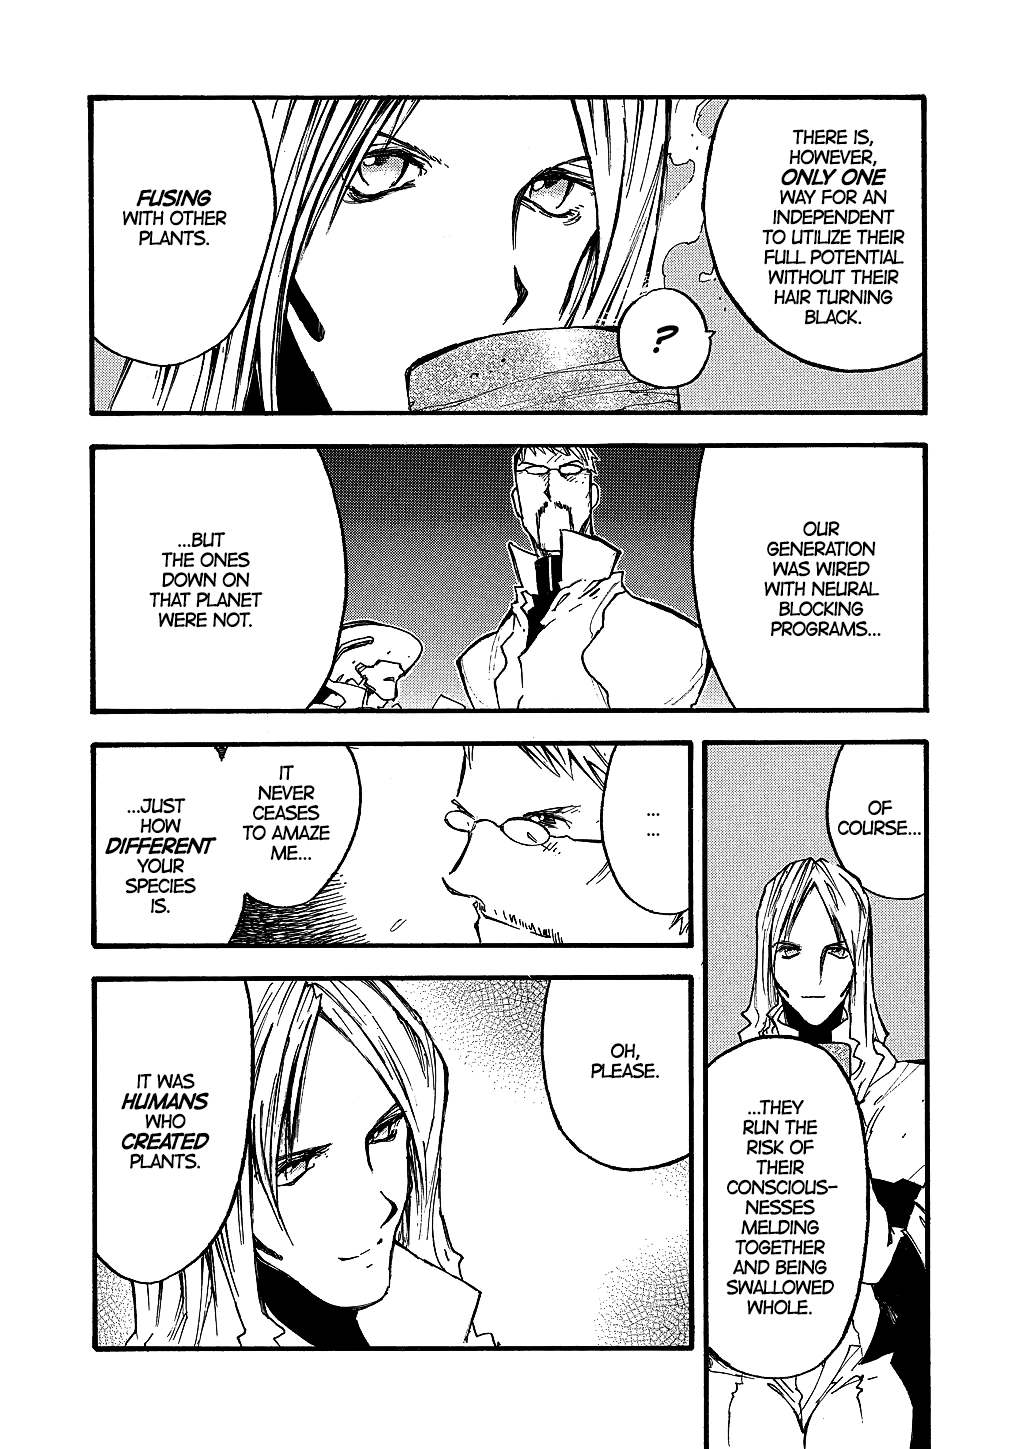 THERE IS,
HOWEVER,
ONLY ONE
WAY FOR AN
INDEPENDENT
TO UTILIZE THEIR
FULL POTENTIAL
WITHOUT THEIR
HAIR TURNING
BLACK.
?
FUSING
WITH OTHER
PLANTS.
OUR
GENERATION
WAS WIRED
WITH NEURAL
BLOCKING
PROGRAMS...
...BUT
THE ONES
DOWN ON
THAT PLANET
WERE NOT.
OF
COURSE...
...THEY
RUN THE
RISK OF
THEIR
CONSCIOUS-
NESSES
MELDING
TOGETHER
AND BEING
SWALLOWED
WHOLE.
...
...
IT
NEVER
CEASES
TO AMAZE
ME...
...JUST
HOW
DIFFERENT
YOUR
SPECIES
IS.
OH,
PLEASE.
IT WAS
HUMANS
WHO
CREATED
PLANTS.